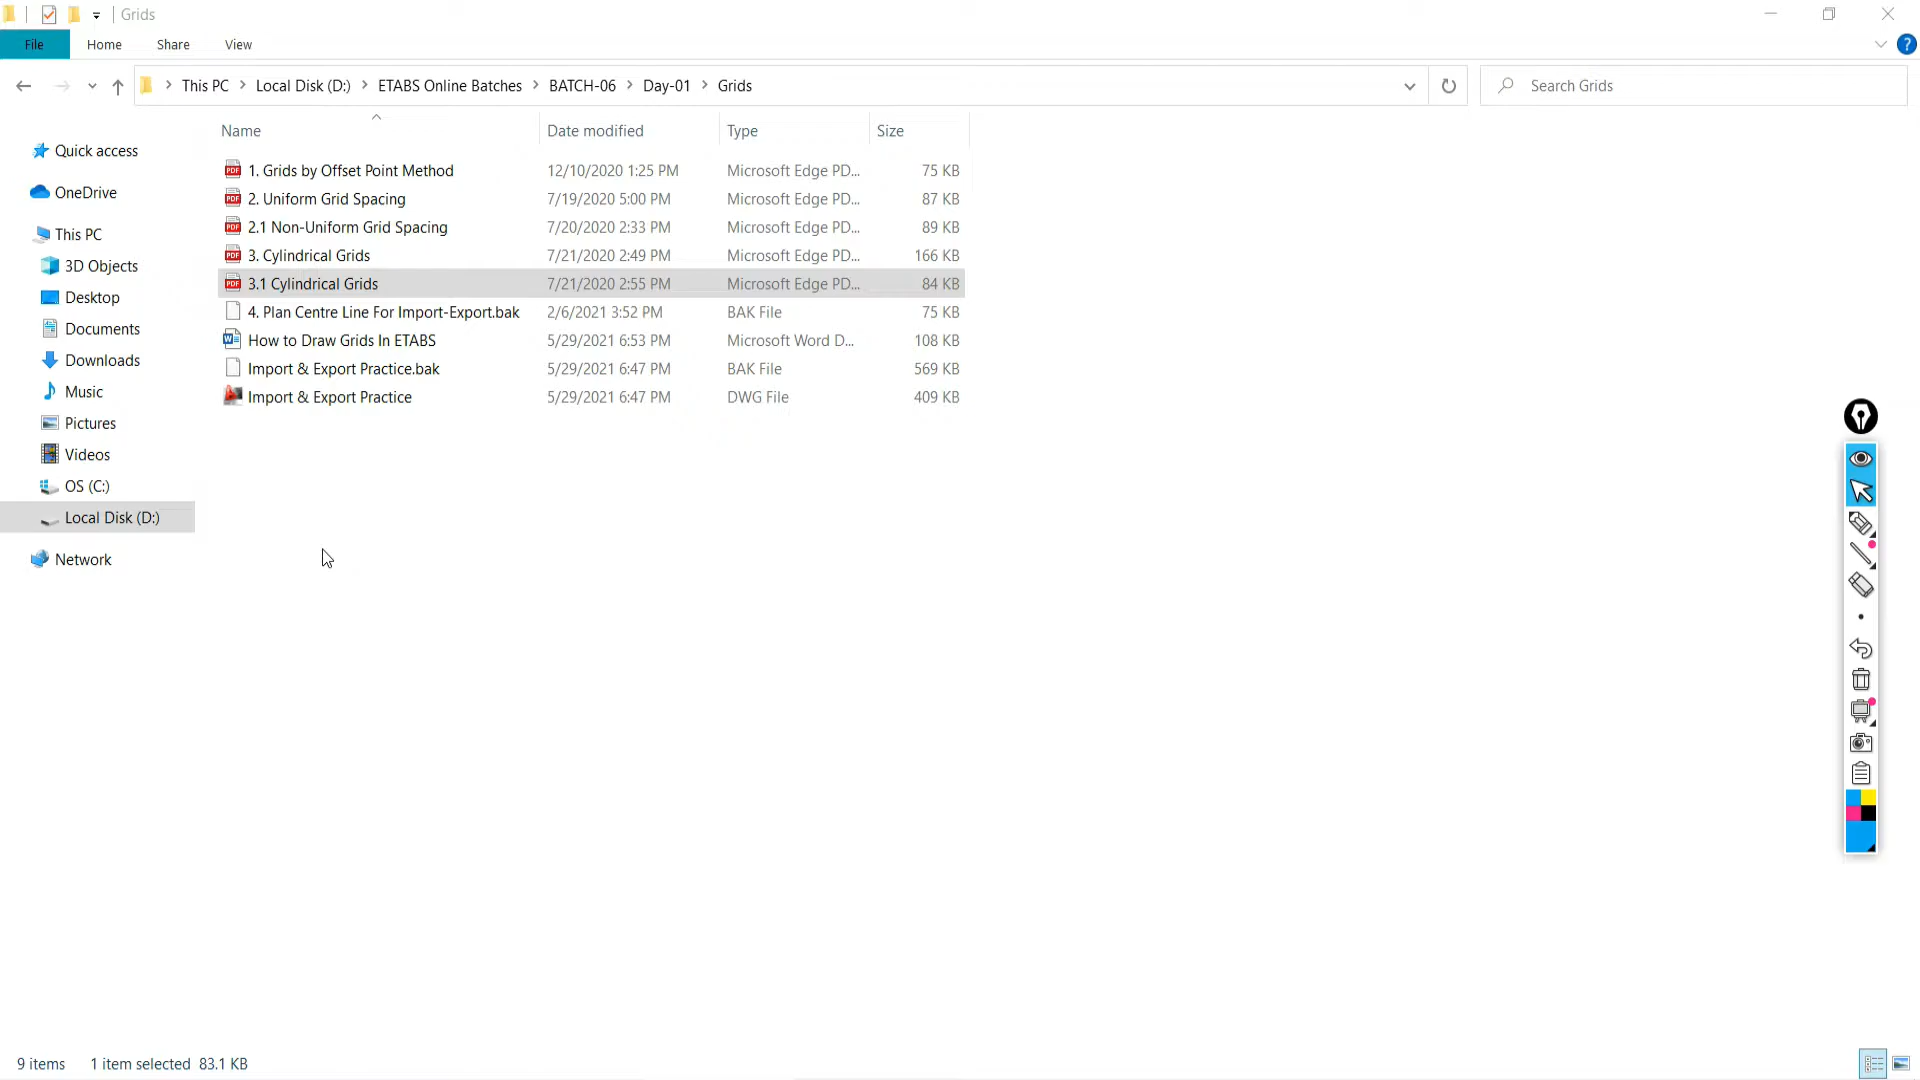 Grids
File Home Share View
This PC Local Disk (D:) ETABS Online Batches BATCH-06 Day-01 Grids Search Grids
Name Date modified Type Size
Quick access
OneDrive
This PC
3D Objects
Desktop
Documents
Downloads
Music
Pictures
Videos
OS (C:)
Local Disk (D:)
Network
1. Grids by Offset Point Method 12/10/2020 1:25 PM Microsoft Edge PD... 75 KB
2. Uniform Grid Spacing 7/19/2020 5:00 PM Microsoft Edge PD... 87 KB
2.1 Non-Uniform Grid Spacing 7/20/2020 2:33 PM Microsoft Edge PD... 89 KB
3. Cylindrical Grids 7/21/2020 2:49 PM Microsoft Edge PD... 166 KB
3.1 Cylindrical Grids 7/21/2020 2:55 PM Microsoft Edge PD... 84 KB
4. Plan Centre Line For Import-Export.bak 2/6/2021 3:52 PM BAK File 75 KB
How to Draw Grids In ETABS 5/29/2021 6:53 PM Microsoft Word D... 108 KB
Import & Export Practice.bak 5/29/2021 6:47 PM BAK File 569 KB
Import & Export Practice 5/29/2021 6:47 PM DWG File 409 KB
9 items 1 item selected 83.1 KB